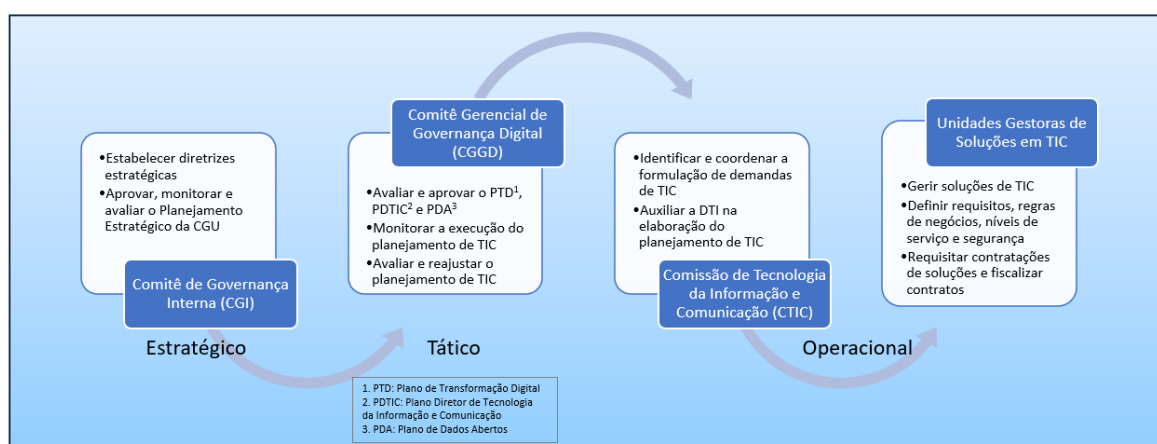 •Estabelecer diretrizes
estratégicas
•Aprovar, monitorar e
avaliar o Planejamento
Estratégico da CGU
Comitê de Governança
Interna (CGI)
Estratégico
Comitê Gerencial de
Governança Digital
(CGGD)
•Avaliar e aprovar o PTD¹,
PDTIC² e PDA³
•Monitorar a execução do
planejamento de TIC
•Avaliar e reajustar o
planejamento de TIC
Tático
1. PTD: Plano de Transformação Digital
2. PDTIC: Plano Diretor de Tecnologia
da Informação e Comunicação
3. PDA: Plano de Dados Abertos
•Identificar e coordenar a
formulação de demandas
de TIC
•Auxiliar a DTI na
elaboração do
planejamento de TIC
Comissão de Tecnologia
da Informação e
Comunicação (CTIC)
Unidades Gestoras de
Soluções em TIC
•Gerir soluções de TIC
•Definir requisitos, regras
de negócios, níveis de
serviço e segurança
•Requisitar contratações
de soluções e fiscalizar
contratos
Operacional